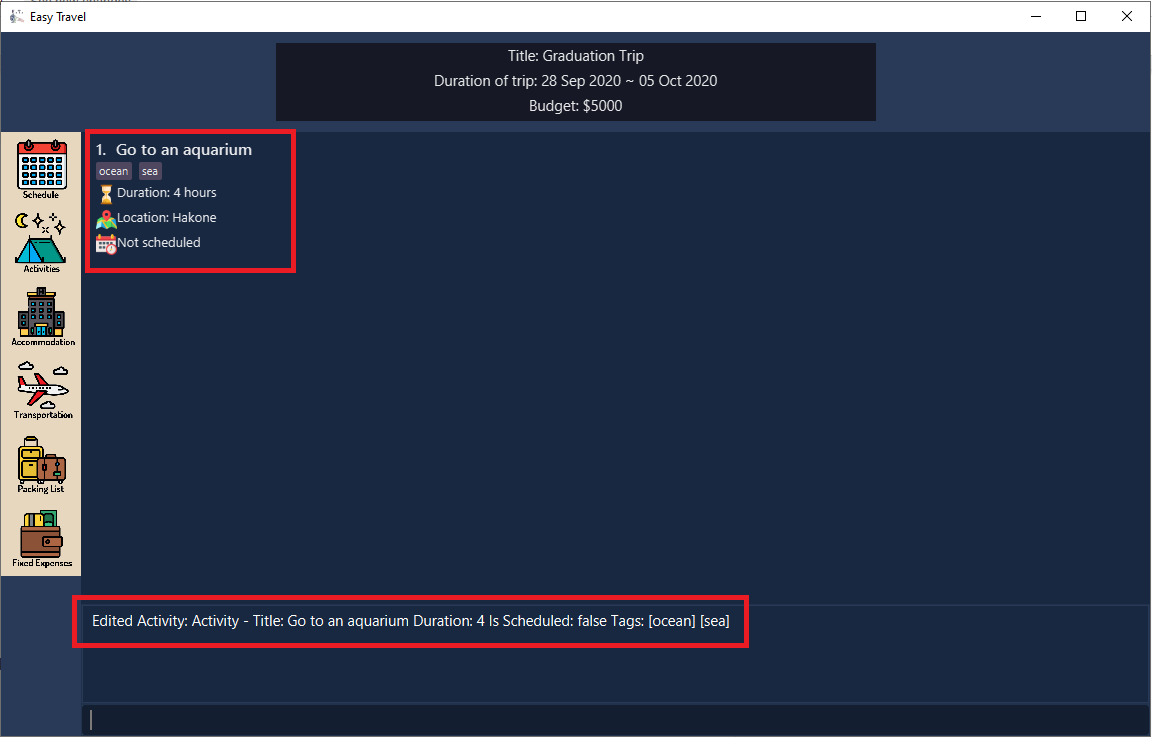 Easy Travel
Title: Graduation Trip
Duration of trip: 28 Sep 2020 ~ 05 Oct 2020
Budget: $5000
Schedule
Activities
Accommodation
Transportation
Packing List
Fixed Expenses
1. Go to an aquarium
ocean sea
Duration: 4 hours
Location: Hakone
Not scheduled
Edited Activity: Activity - Title: Go to an aquarium Duration: 4 Is Scheduled: false Tags: [ocean] [sea]